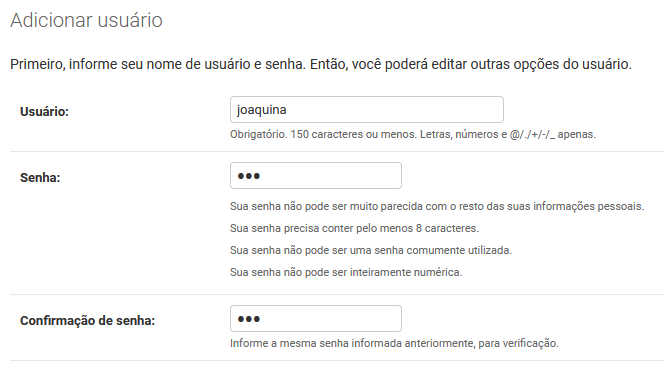 Adicionar usuário
Primeiro, informe seu nome de usuário e senha. Então, você poderá editar outras opções do usuário.
Usuário:
joaquina
Obrigatório. 150 caracteres ou menos. Letras, números e @/./+/-/_ apenas.
Senha:
●●●
Sua senha não pode ser muito parecida com o resto das suas informações pessoais.
Sua senha precisa conter pelo menos 8 caracteres.
Sua senha não pode ser uma senha comumente utilizada.
Sua senha não pode ser inteiramente numérica.
Confirmação de senha:
●●●
Informe a mesma senha informada anteriormente, para verificação.